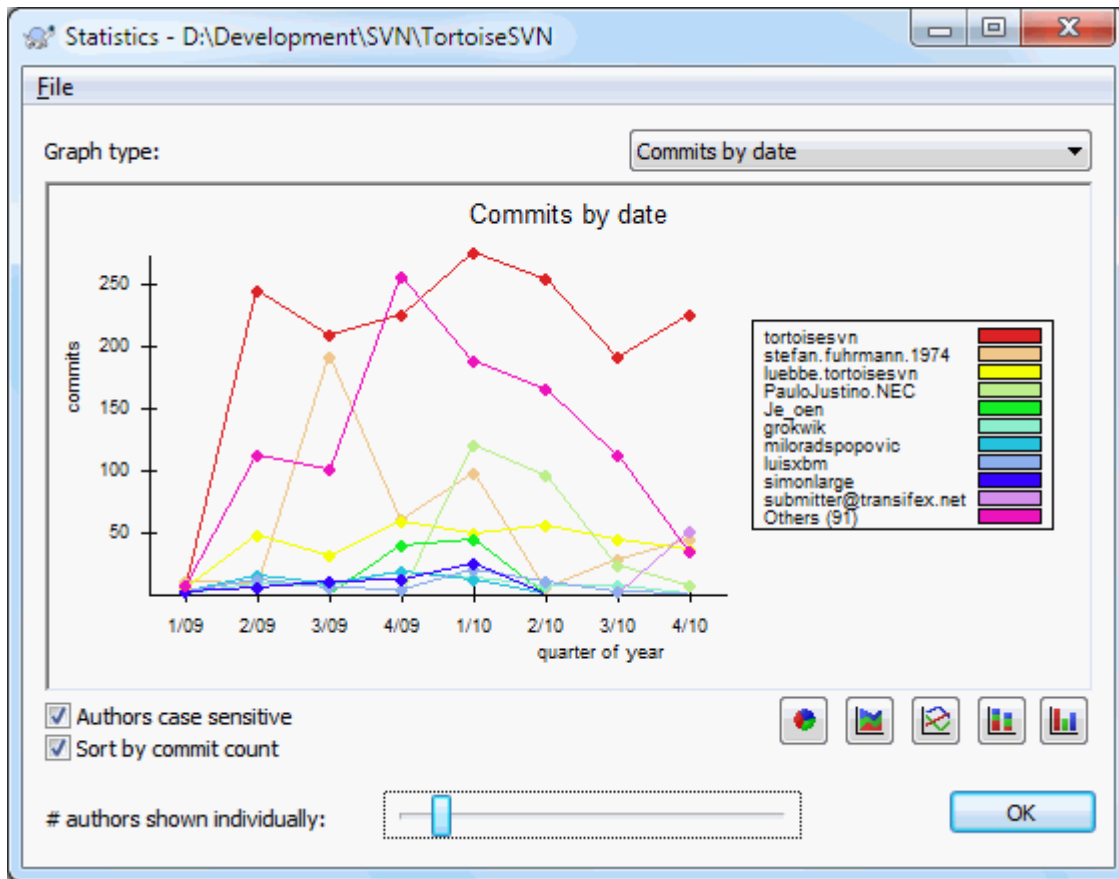 Statistics - D:\Development\SVN\TortoiseSVN
File
Graph type:
Commits by date
Commits by date
commits
250
200
150
100
50
1/09 2/09 3/09 4/09 1/10 2/10 3/10 4/10
quarter of year
tortoisesvn
stefan.fuhrmann.1974
luebbe.tortoisesvn
PauloJustino.NEC
Je_oen
grokwik
miloradspopovic
luisxbm
simonlarge
submitter@transifex.net
Others (91)
Authors case sensitive
Sort by commit count
# authors shown individually:
OK